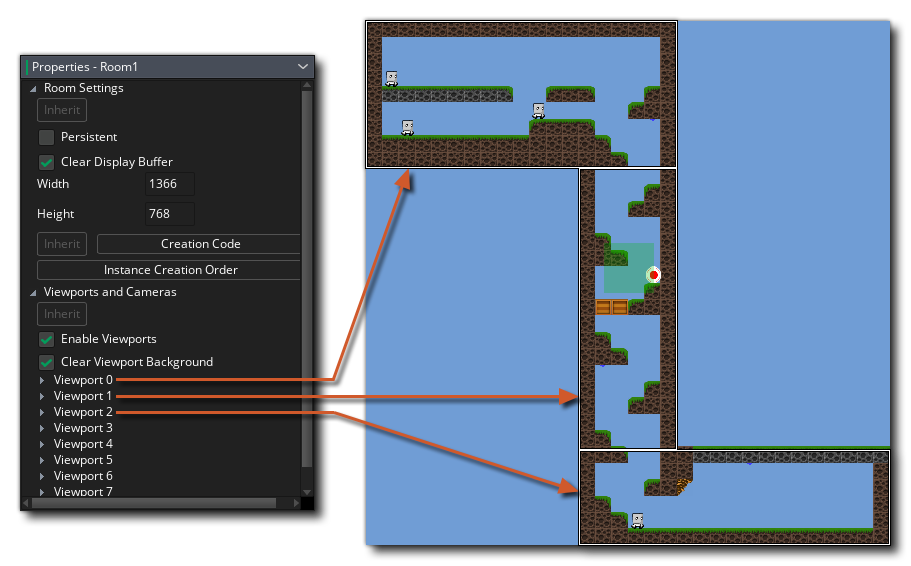 Properties - Room1
Room Settings
Inherit
Persistent
Clear Display Buffer
Width 1366
Height 768
Inherit Creation Code
Instance Creation Order
Viewports and Cameras
Inherit
Enable Viewports
Clear Viewport Background
Viewport 0
Viewport 1
Viewport 2
Viewport 3
Viewport 4
Viewport 5
Viewport 6
Viewport 7